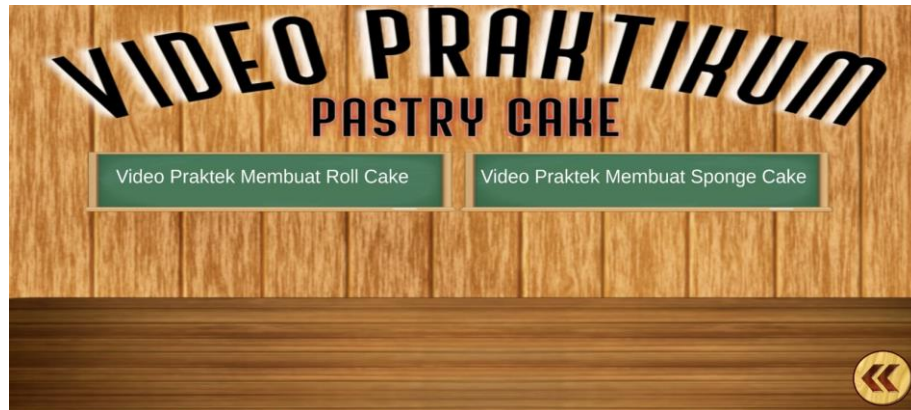 VIDEO PRAKTIKUM
PASTRY CAKE
Video Praktek Membuat Roll Cake
Video Praktek Membuat Sponge Cake